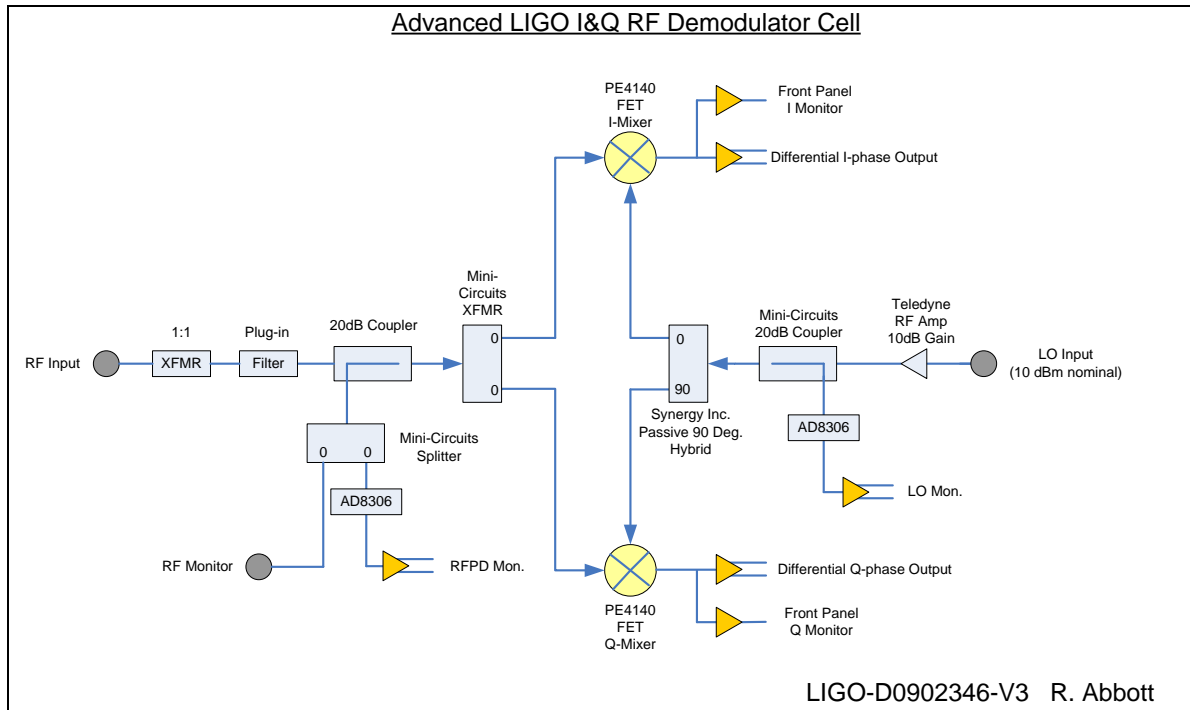 Advanced LIGO I&Q RF Demodulator Cell
PE4140
FET
I-Mixer
Front Panel
I Monitor
Differential I-phase Output
Mini-
Circuits
XFMR
0
0
1:1
XFMR
Plug-in
Filter
20dB Coupler
RF Input
0
90
Synergy Inc.
Passive 90 Deg.
Hybrid
Mini-Circuits
20dB Coupler
Teledyne
RF Amp
10dB Gain
LO Input
(10 dBm nominal)
0
0
Mini-Circuits
Splitter
AD8306
AD8306
LO Mon.
RF Monitor
RFPD Mon.
PE4140
FET
Q-Mixer
Differential Q-phase Output
Front Panel
Q Monitor
LIGO-D0902346-V3 R. Abbott